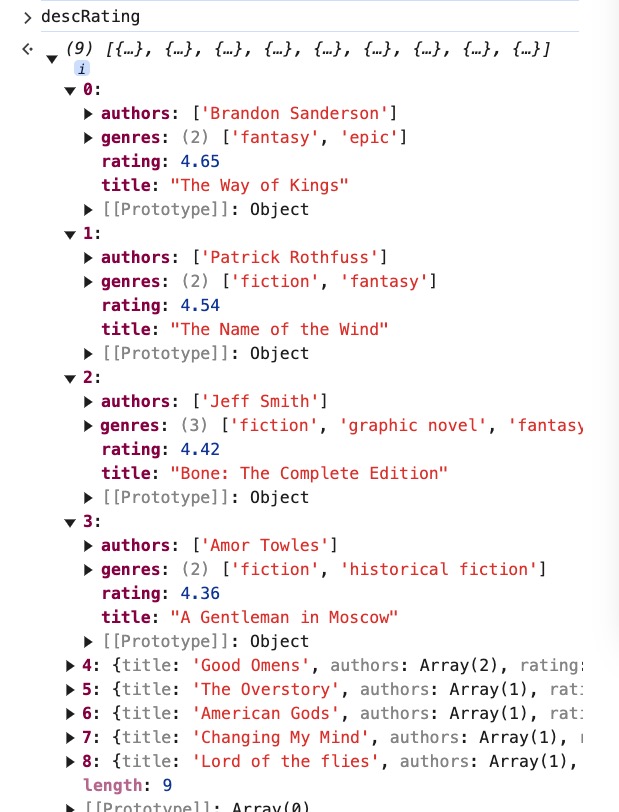 descRating
(9) [{…}, {…}, {…}, {…}, {…}, {…}, {…}, {…}, {…}]
i
0:
authors: ['Brandon Sanderson']
genres: (2) ['fantasy', 'epic']
rating: 4.65
title: "The Way of Kings"
[[Prototype]]: Object
1:
authors: ['Patrick Rothfuss']
genres: (2) ['fiction', 'fantasy']
rating: 4.54
title: "The Name of the Wind"
[[Prototype]]: Object
2:
authors: ['Jeff Smith']
genres: (3) ['fiction', 'graphic novel', 'fantasy
rating: 4.42
title: "Bone: The Complete Edition"
[[Prototype]]: Object
3:
authors: ['Amor Towles']
genres: (2) ['fiction', 'historical fiction']
rating: 4.36
title: "A Gentleman in Moscow"
[[Prototype]]: Object
4: {title: 'Good Omens', authors: Array(2), rating:
5: {title: 'The Overstory', authors: Array(1), rati
6: {title: 'American Gods', authors: Array(1), rati
7: {title: 'Changing My Mind', authors: Array(1),
8: {title: 'Lord of the flies', authors: Array(1),
length: 9
[[Prototype]]: Array(0)